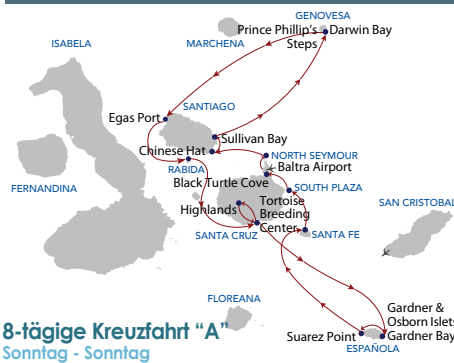 GENOVESA
Prince Phillip's
Steps
Darwin Bay
MARCHENA
ISABELA
SANTIAGO
Egas Port
Sullivan Bay
Chinese Hat
NORTH SEYMOUR
RABIDA
Baltra Airport
Black Turtle Cove
SOUTH PLAZA
FERNANDINA
Highlands
Tortoise
Breeding
Center
SAN CRISTOBAL
SANTA CRUZ
SANTA FE
FLOREANA
Gardner &
Osborn Islets
Suarez Point
Gardner Bay
ESPAÑOLA
8-tägige Kreuzfahrt “A”
Sonntag - Sonntag